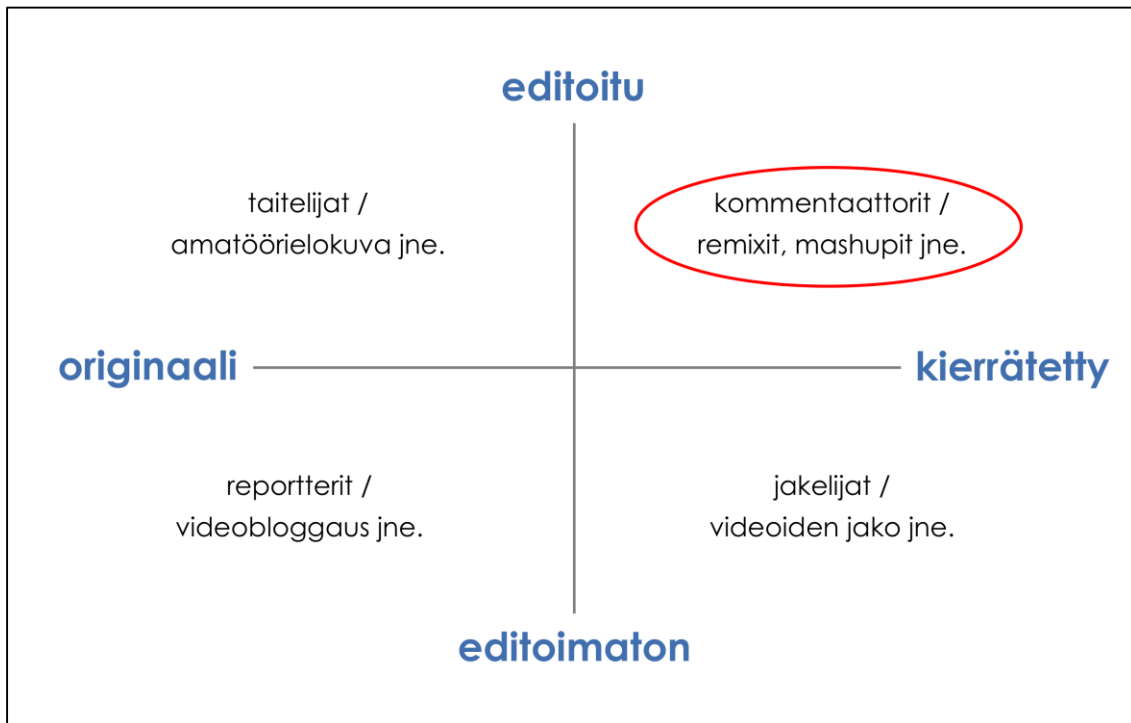 editoitu
taitelijat /
amatöörielokuva jne.
kommentaattorit /
remixit, mashupit jne.
originaali
kierrätetty
reportterit /
videobloggaus jne.
jakelijat /
videoiden jako jne.
editoimaton